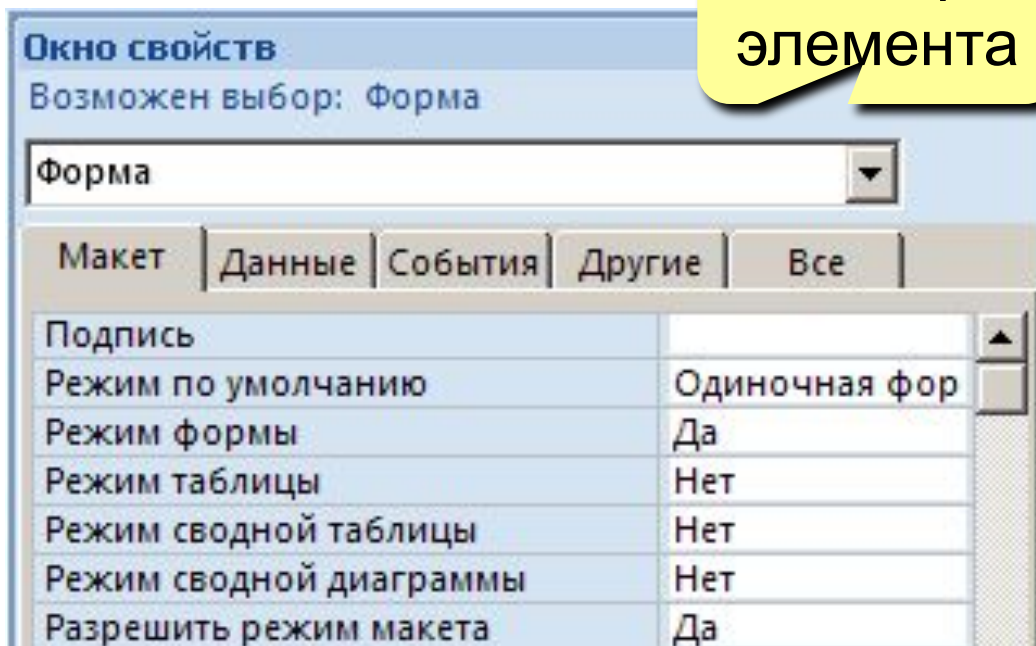 элемента
Окно свойств
Возможен выбор: Форма
Форма
Макет Данные События Другие Все
Подпись
Режим по умолчанию Одиночная фор
Режим формы Да
Режим таблицы Нет
Режим сводной таблицы Нет
Режим сводной диаграммы Нет
Разрешить режим макета Да